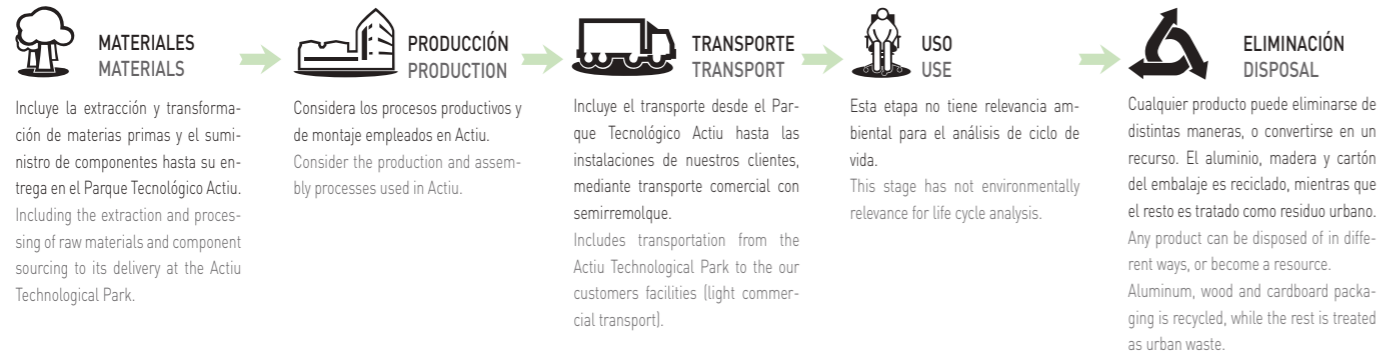 MATERIALES
MATERIALS
Incluye la extracción y transforma-
ción de materias primas y el sumi-
nistro de componentes hasta su en-
trega en el Parque Tecnológico Actiu.
Including the extraction and proces-
sing of raw materials and component
sourcing to its delivery at the Actiu
Technological Park.
PRODUCCIÓN
PRODUCTION
Considera los procesos productivos y
de montaje empleados en Actiu.
Consider the production and assem-
bly processes used in Actiu.
TRANSPORTE
TRANSPORT
Incluye el transporte desde el Par-
que Tecnológico Actiu hasta las
instalaciones de nuestros clientes,
mediante transporte comercial con
semirremolque.
Includes transportation from the
Actiu Technological Park to the our
customers facilities (light commer-
cial transport).
USO
USE
Esta etapa no tiene relevancia am-
biental para el análisis de ciclo de
vida.
This stage has not environmentally
relevance for life cycle analysis.
ELIMINACIÓN
DISPOSAL
Cualquier producto puede eliminarse de
distintas maneras, o convertirse en un
recurso. El aluminio, madera y cartón
del embalaje es reciclado, mientras que
el resto es tratado como residuo urbano.
Any product can be disposed of in diffe-
rent ways, or become a resource.
Aluminum, wood and cardboard packa-
ging is recycled, while the rest is treated
as urban waste.